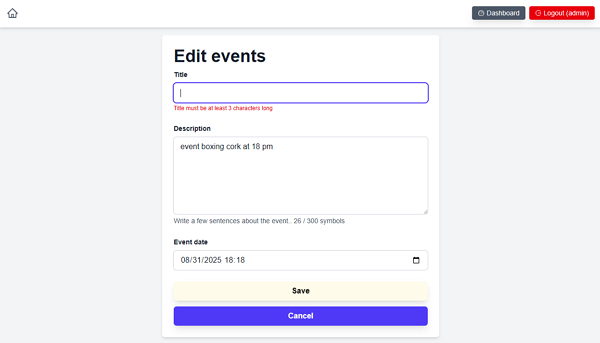 Dashboard
Logout (admin)
Edit events
Title
Title must be at least 3 characters long
Description
event boxing cork at 18 pm
Write a few sentences about the event.. 26 / 300 symbols
Event date
08/31/2025 18:18
Save
Cancel